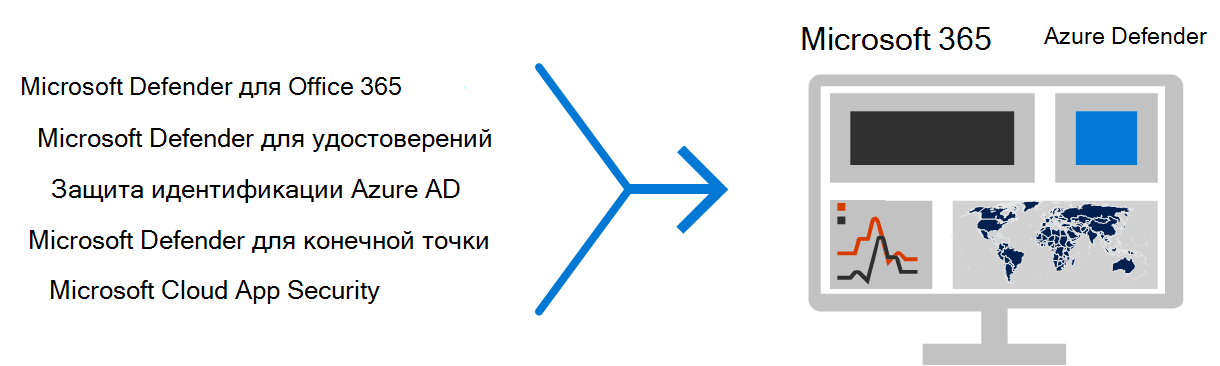 Microsoft 365
Azure Defender
Microsoft Defender для Office 365
Microsoft Defender для удостоверений
Защита идентификации Azure AD
Microsoft Defender для конечной точки
Microsoft Cloud App Security